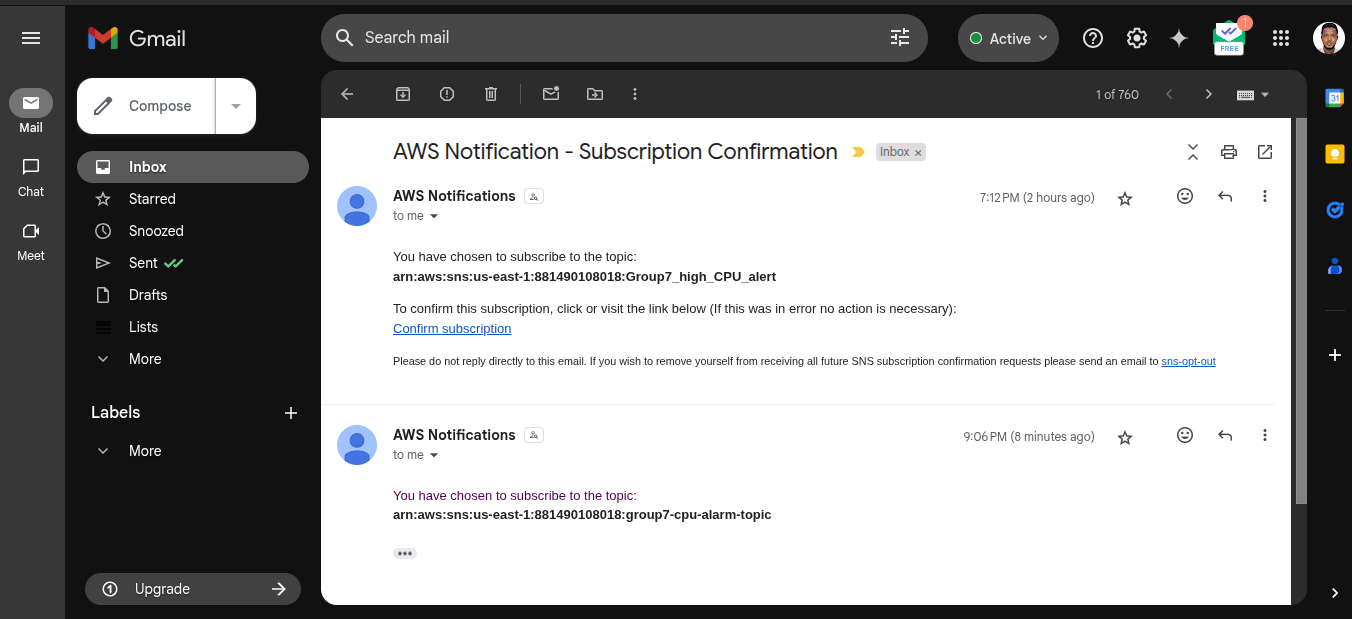 Gmail
Search mail
Active
1
FREE
Compose
1 of 760
Mail
Chat
Meet
Inbox
Starred
Snoozed
Sent
Drafts
Lists
More
Labels
More
Upgrade
31
AWS Notification - Subscription Confirmation
Inbox ×
AWS Notifications
7:12 PM (2 hours ago)
to me
You have chosen to subscribe to the topic:
arn:aws:sns:us-east-1:881490108018:Group7_high_CPU_alert
To confirm this subscription, click or visit the link below (If this was in error no action is necessary):
Confirm subscription
Please do not reply directly to this email. If you wish to remove yourself from receiving all future SNS subscription confirmation requests please send an email to sns-opt-out
AWS Notifications
9:06 PM (8 minutes ago)
to me
You have chosen to subscribe to the topic:
arn:aws:sns:us-east-1:881490108018:group7-cpu-alarm-topic
•••